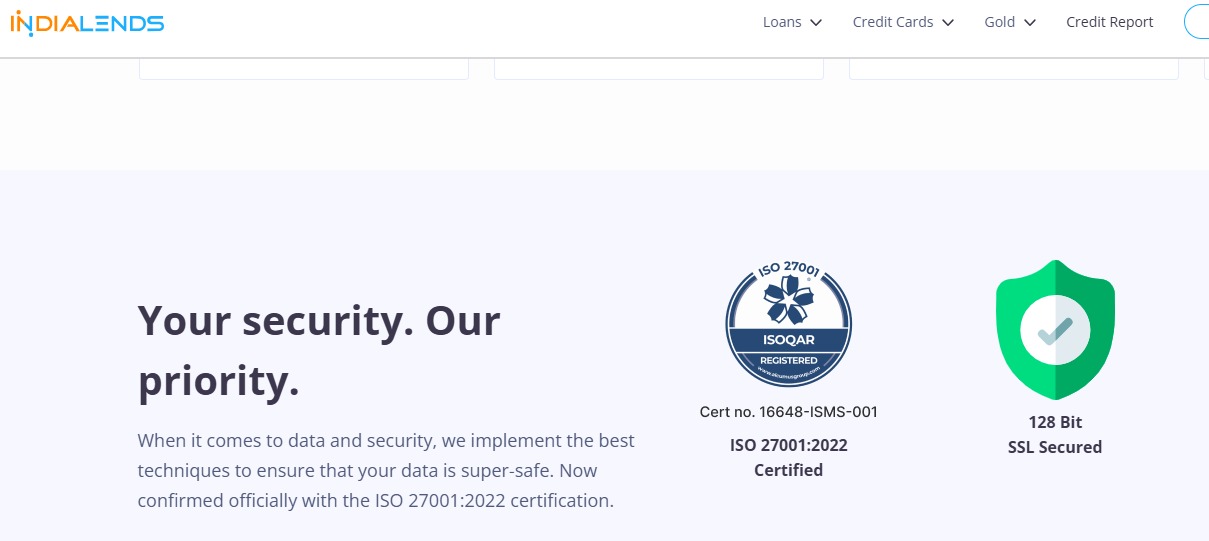 INDIALENDS
Loans
Credit Cards
Gold
Credit Report
Your security. Our
priority.
When it comes to data and security, we implement the best
techniques to ensure that your data is super-safe. Now
confirmed officially with the ISO 27001:2022 certification.
ISO 27001
ISOQAR
REGISTERED
www.alcumusgroup.com
Cert no. 16648-ISMS-001
ISO 27001:2022
Certified
128 Bit
SSL Secured